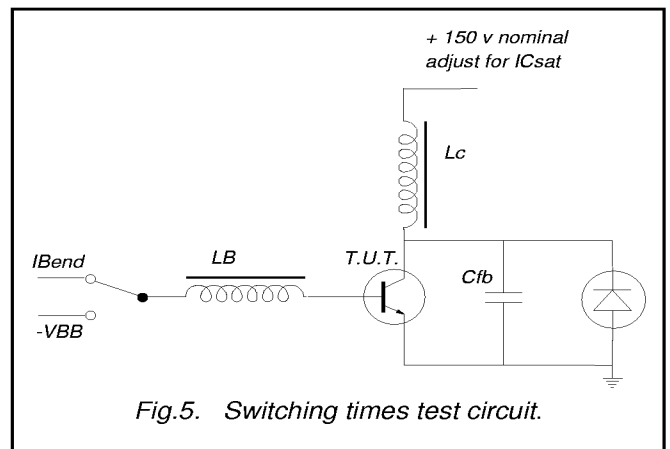 + 150 v nominal
adjust for ICsat
Lc
IBend
LB
T.U.T.
Cfb
-VBB
Fig.5. Switching times test circuit.